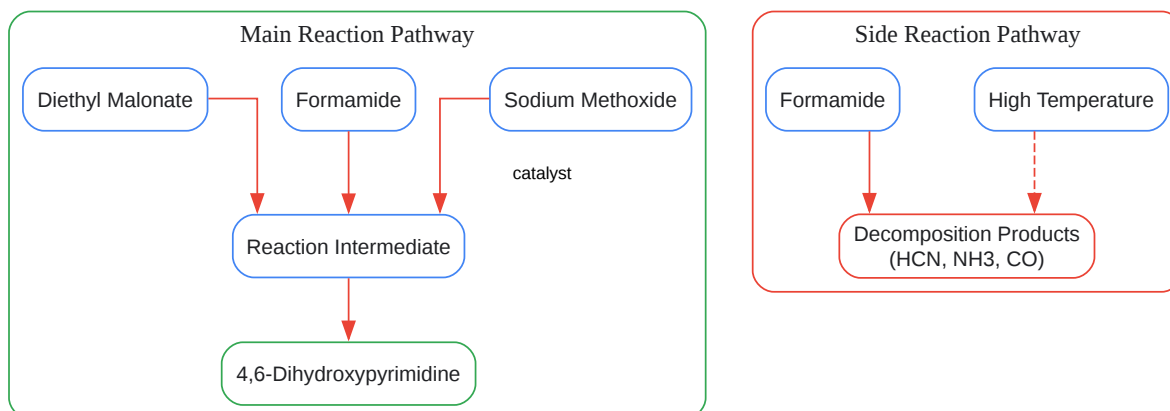 Main Reaction Pathway
Diethyl Malonate
Formamide
Sodium Methoxide
catalyst
Reaction Intermediate
4,6-Dihydroxypyrimidine
Side Reaction Pathway
Formamide
High Temperature
Decomposition Products
(HCN, NH3, CO)